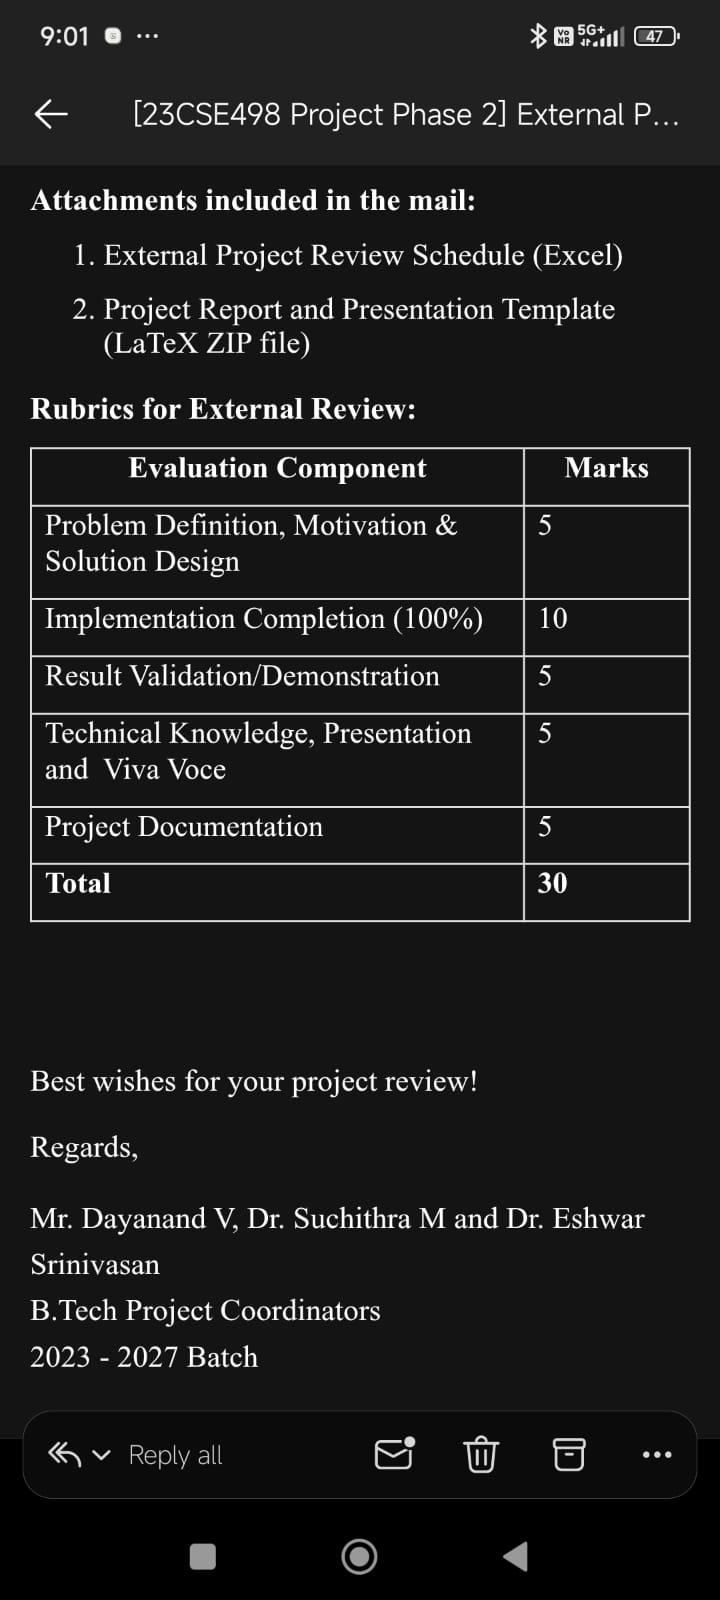 9:01
VO NR 5G+ 47
[23CSE498 Project Phase 2] External P...
Attachments included in the mail:
1. External Project Review Schedule (Excel)
2. Project Report and Presentation Template
(LaTeX ZIP file)
Rubrics for External Review:
Evaluation Component Marks
Problem Definition, Motivation & 5
Solution Design
Implementation Completion (100%) 10
Result Validation/Demonstration 5
Technical Knowledge, Presentation 5
and Viva Voce
Project Documentation 5
Total 30
Best wishes for your project review!
Regards,
Mr. Dayanand V, Dr. Suchithra M and Dr. Eshwar
Srinivasan
B.Tech Project Coordinators
2023 - 2027 Batch
Reply all